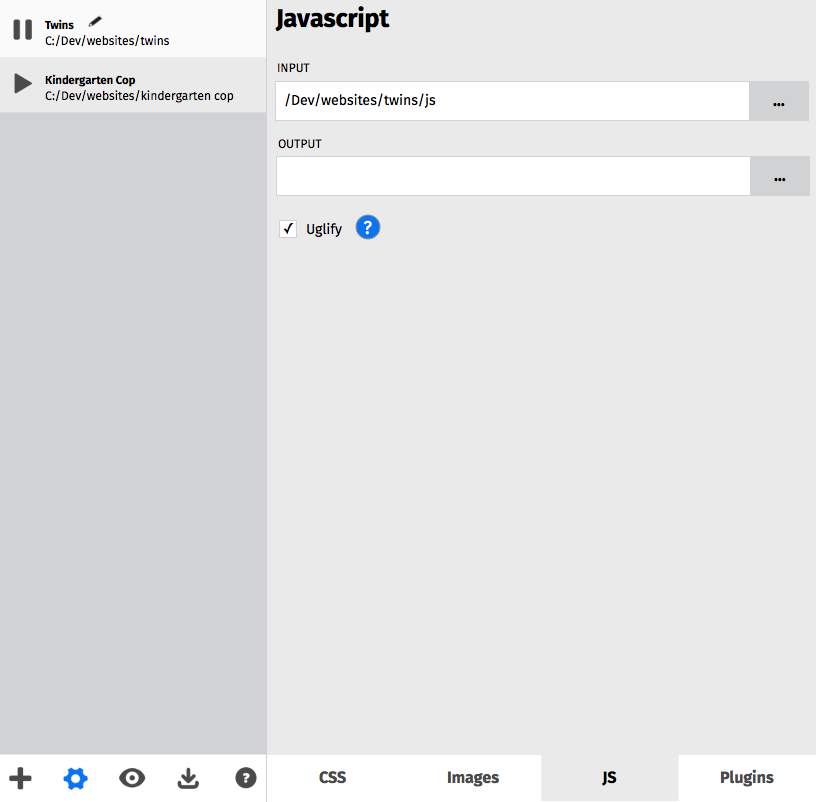 Twins
C:/Dev/websites/twins
Kindergarten Cop
C:/Dev/websites/kindergarten cop
Javascript
INPUT
/Dev/websites/twins/js
...
OUTPUT
...
Uglify
?
?
CSS
Images
JS
Plugins